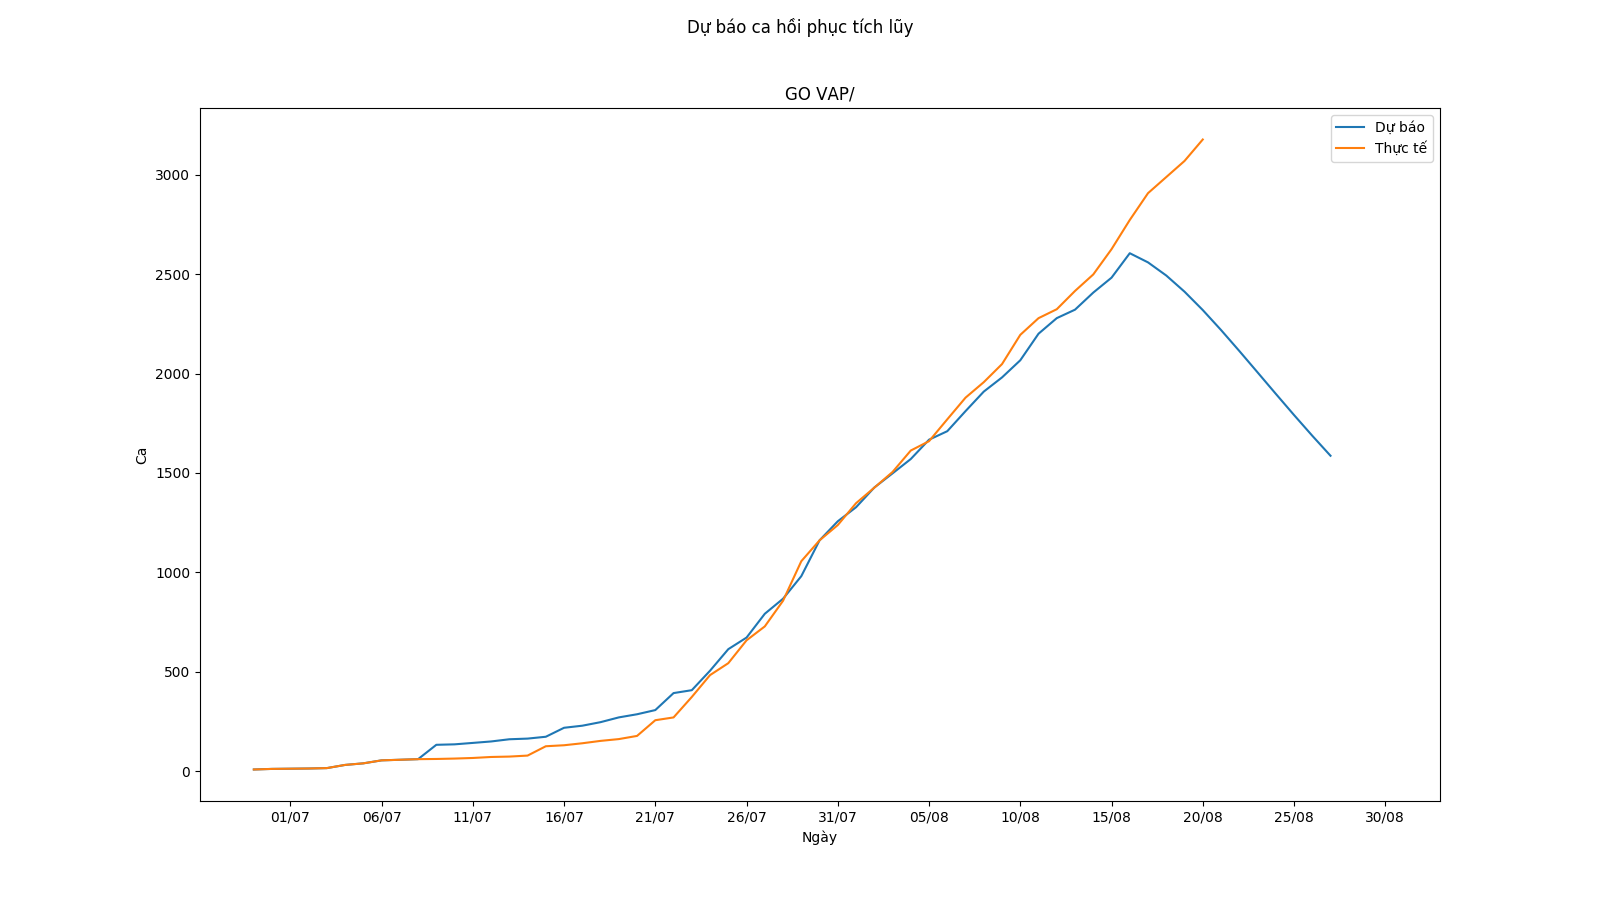 Dự báo ca hồi phục tích lũy
GO VAP/
Dự báo
Thực tế
3000
2500
2000
1500
1000
500
0
Ca
01/07 06/07 11/07 16/07 21/07 26/07 31/07 05/08 10/08 15/08 20/08 25/08 30/08
Ngày